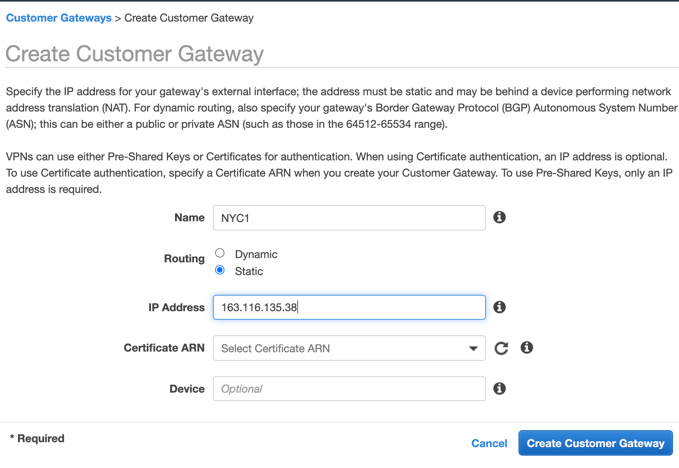 Customer Gateways > Create Customer Gateway
Create Customer Gateway
Specify the IP address for your gateway's external interface; the address must be static and may be behind a device performing network
address translation (NAT). For dynamic routing, also specify your gateway's Border Gateway Protocol (BGP) Autonomous System Number
(ASN); this can be either a public or private ASN (such as those in the 64512-65534 range).
VPNs can use either Pre-Shared Keys or Certificates for authentication. When using Certificate authentication, an IP address is optional.
To use Certificate authentication, specify a Certificate ARN when you create your Customer Gateway. To use Pre-Shared Keys, only an IP
address is required.
Name NYC1
Routing Dynamic
Static
IP Address 163.116.135.38
Certificate ARN Select Certificate ARN
Device Optional
* Required
Cancel Create Customer Gateway